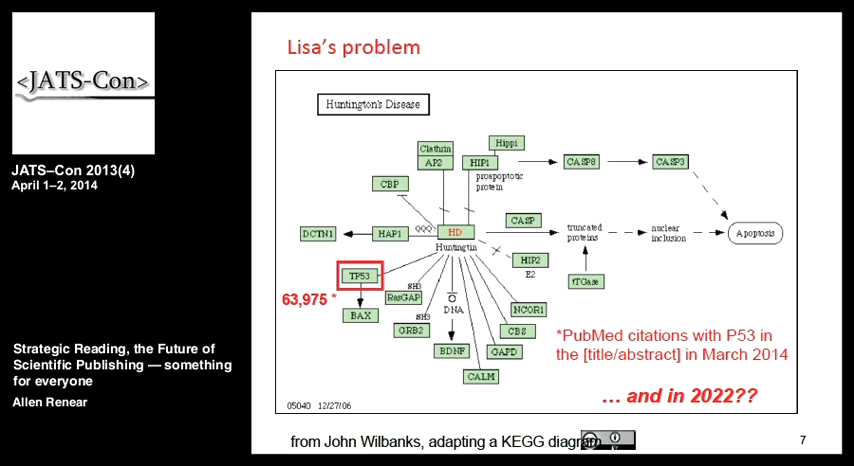 <JATS-Con>
JATS–Con 2013(4)
April 1–2, 2014
Strategic Reading, the Future of
Scientific Publishing — something
for everyone
Allen Renear
Lisa's problem
Huntington's Disease
Clathrin
AP2
Hippi
HIP1
proapoptotic
protein
CASP8
CASP3
CBP
DCTN1
HAP1
QQQ
HD
Huntingtin
CASP
truncated
proteins
nuclear
inclusion
Apoptosis
HIP2
E2
tTGase
TP53
63,975 *
BAX
SH3
RasGAP
SH3
GRB2
DNA
BDNF
CALM
GAPD
CBS
NCOR1
*PubMed citations with P53 in
the [title/abstract] in March 2014
… and in 2022??
05040 12/27/06
from John Wilbanks, adapting a KEGG diagram
cc
7